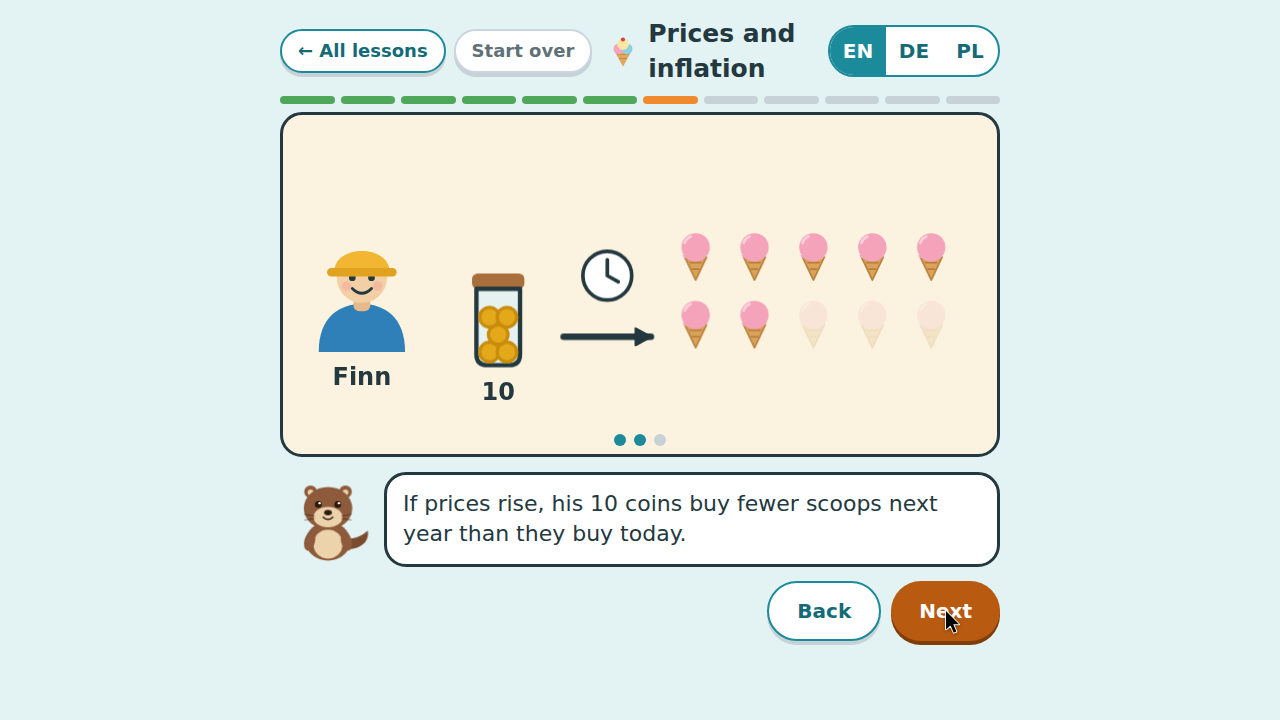 ← All lessons
Start over
Prices and
inflation
EN
DE
PL
Finn
10
If prices rise, his 10 coins buy fewer scoops next
year than they buy today.
Back
Next